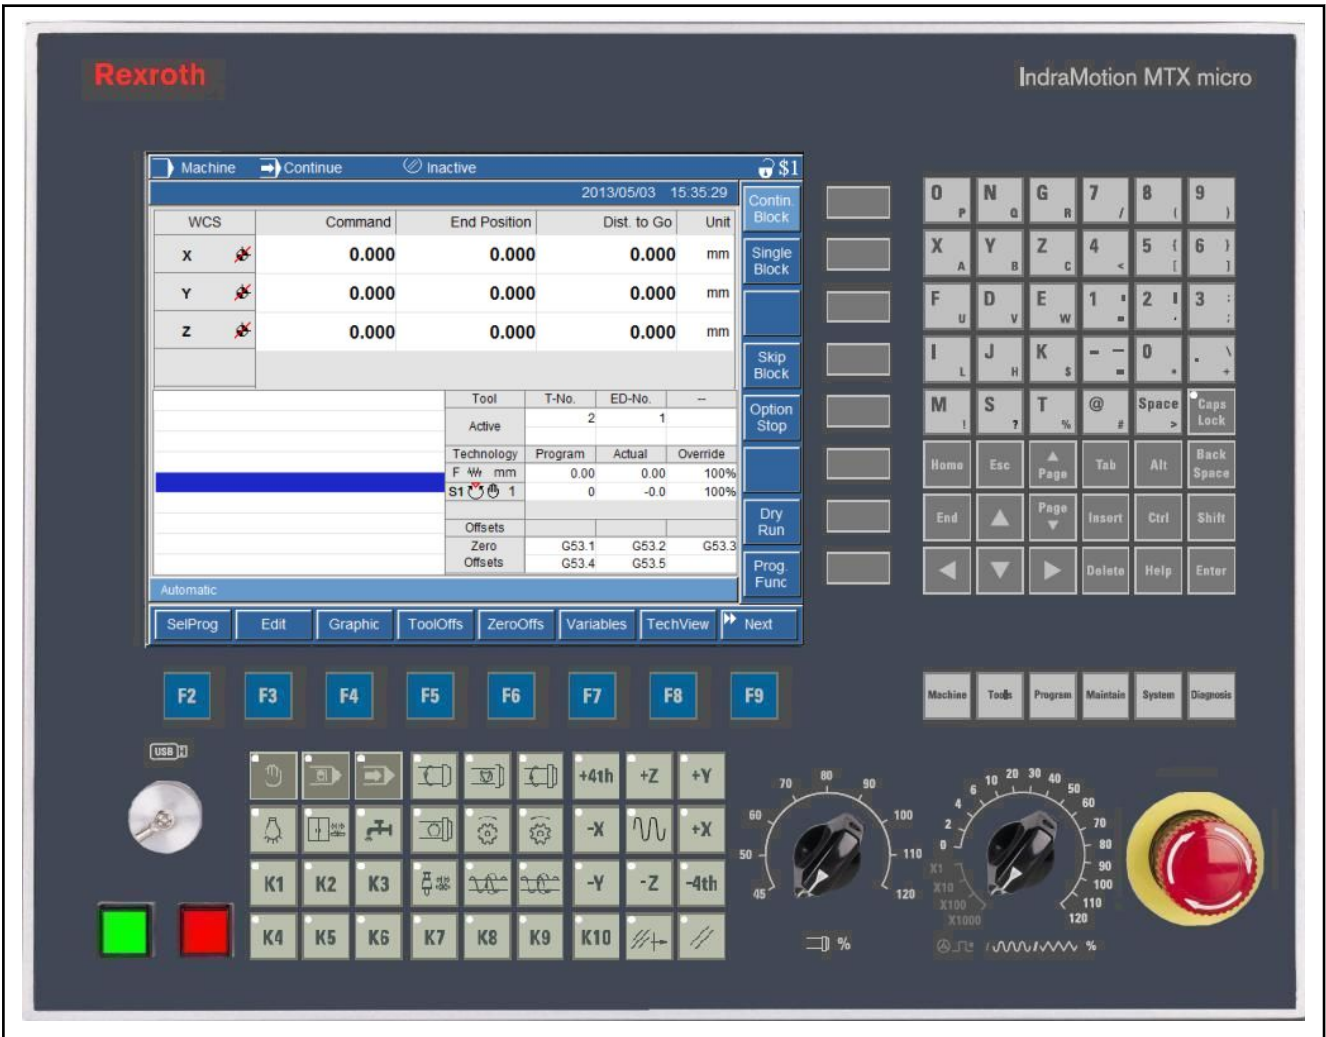 Rexroth
IndraMotion MTX micro
Machine Continue Inactive $1
2013/05/03 15:35:29
WCS Command End Position Dist. to Go Unit
X 0.000 0.000 0.000 mm
Y 0.000 0.000 0.000 mm
Z 0.000 0.000 0.000 mm
Tool T-No. ED-No. --
Active 2 1
Technology Program Actual Override
F mm 0.00 0.00 100%
S1 1 0 -0.0 100%
Offsets
Zero G53.1 G53.2 G53.3
Offsets G53.4 G53.5
Automatic
Contin.
Block
Single
Block
Skip
Block
Option
Stop
Dry
Run
Prog.
Func
SelProg Edit Graphic ToolOffs ZeroOffs Variables TechView Next
F2 F3 F4 F5 F6 F7 F8 F9
O P N Q G R 7 / 8 ( 9 )
X A Y B Z C 4 < 5 { [ 6 } ]
F U D V E W 1 " 2 ' 3 : ;
I L J H K $ - _ = 0 * . \ +
M ! S ? T % @ # Space > Caps
Lock
Home Esc Page Tab Alt Back
Space
End Page Insert Ctrl Shift
Delete Help Enter
Machine Tools Program Maintain System Diagnosis
USB
+4th +Z +Y
-X +X
K1 K2 K3 -Y -Z -4th
K4 K5 K6 K7 K8 K9 K10
45 50 60 70 80 90 100 110 120
%
0 2 4 6 10 20 30 40 50 60 70 80 90 100 110 120
X1
X10
X100
X1000
%